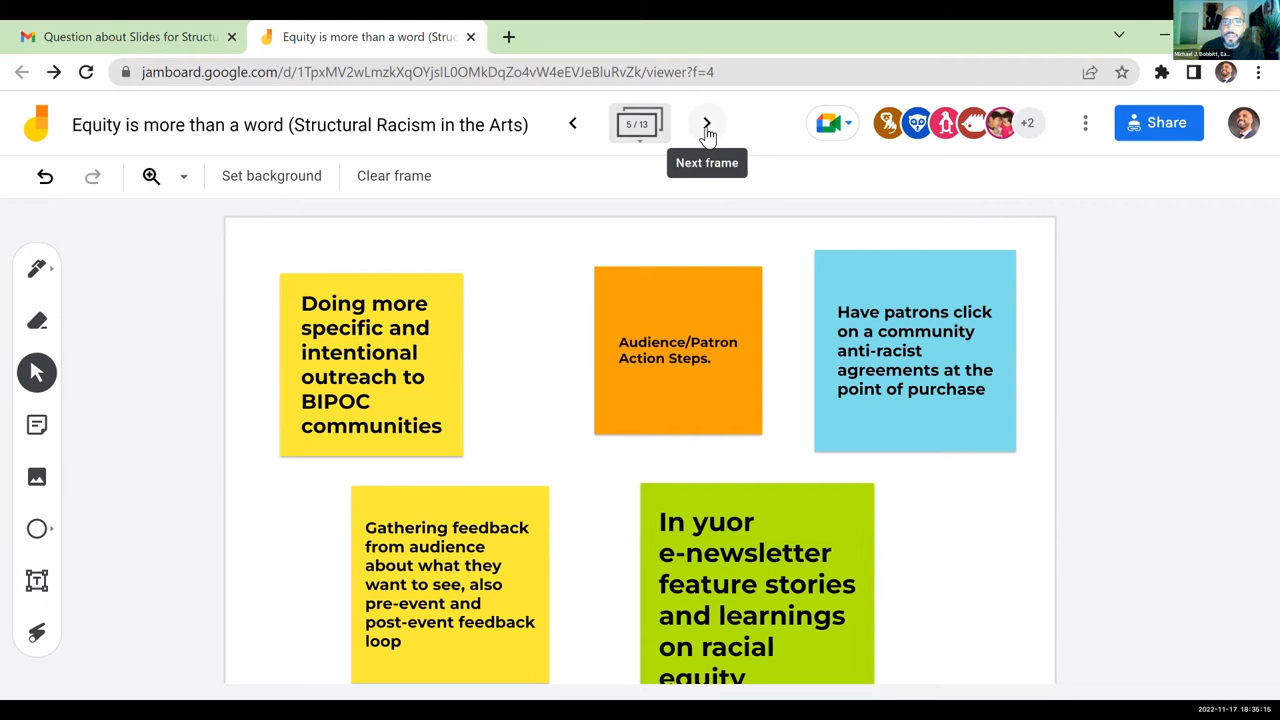 Question about Slides for Structu
Equity is more than a word (Struc
jamboard.google.com/d/1TpxMV2wLmzkXqOYjsILOOMkDqZo4vW4eEVJeBluRvZk/viewer?f=4
Michael J. Bobbitt, Ea...
Equity is more than a word (Structural Racism in the Arts)
5 / 13
+2
Share
Next frame
Set background
Clear frame
Doing more
specific and
intentional
outreach to
BIPOC
communities
Audience/Patron
Action Steps.
Have patrons click
on a community
anti-racist
agreements at the
point of purchase
Gathering feedback
from audience
about what they
want to see, also
pre-event and
post-event feedback
loop
In yuor
e-newsletter
feature stories
and learnings
on racial
equity
2022-11-17 18:35:15